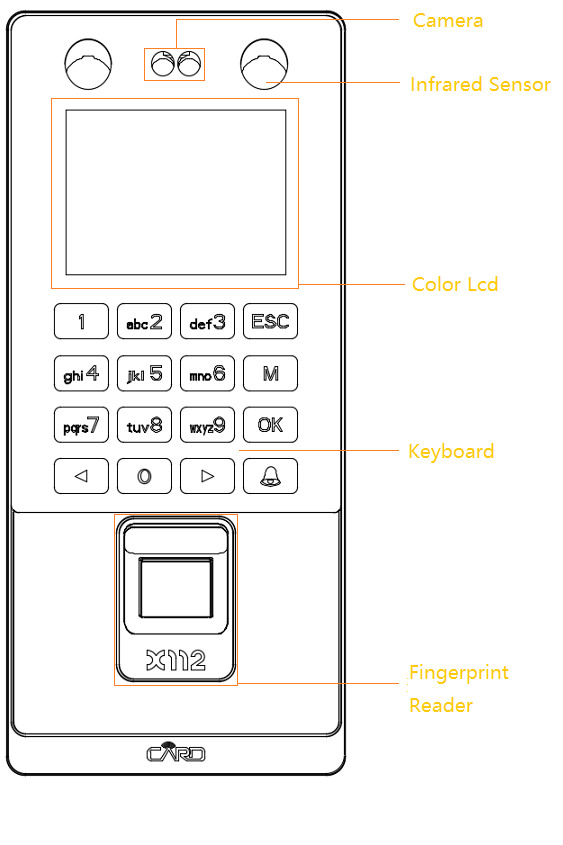 Camera
Infrared Sensor
Color Lcd
1 abc2 def3 ESC
ghi4 jkl5 mno6 M
pqrs7 tuv8 wxyz9 OK
0
Keyboard
X112
Fingerprint
Reader
CARD